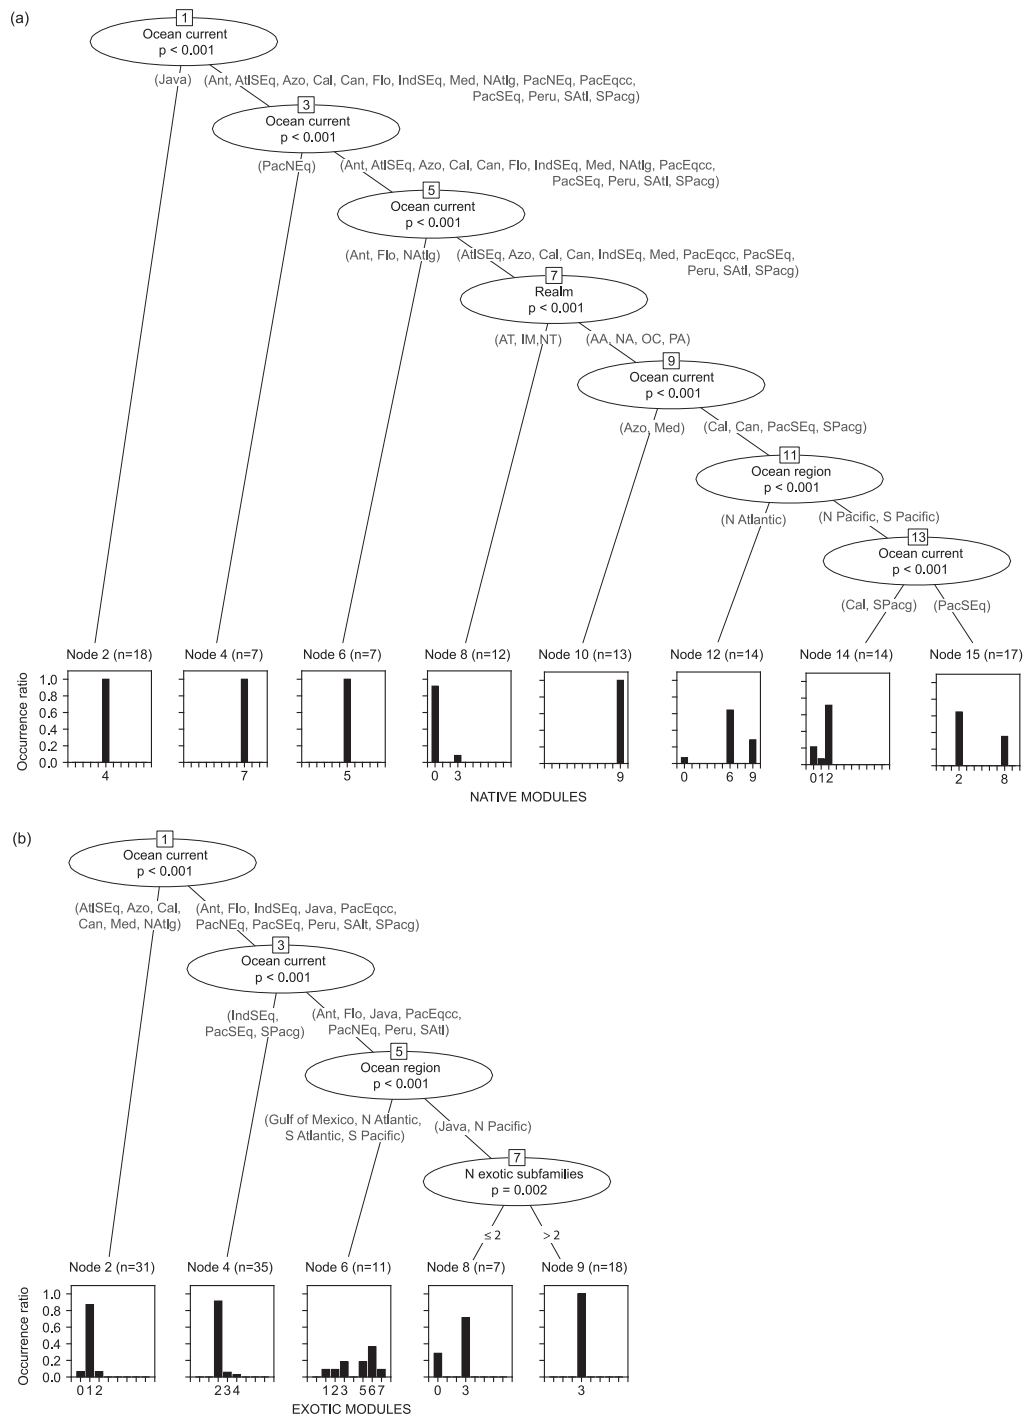 (a)
1
Ocean current
p < 0.001
(Java)
(Ant, AtlSEq, Azo, Cal, Can, Flo, IndSEq, Med, NAtlg, PacNEq, PacEqcc,
PacSEq, Peru, SAtl, SPacg)
3
Ocean current
p < 0.001
(PacNEq)
(Ant, AtlSEq, Azo, Cal, Can, Flo, IndSEq, Med, NAtlg, PacEqcc,
PacSEq, Peru, SAtl, SPacg)
5
Ocean current
p < 0.001
(Ant, Flo, NAtlg)
(AtlSEq, Azo, Cal, Can, IndSEq, Med, PacEqcc, PacSEq,
Peru, SAtl, SPacg)
7
Realm
p < 0.001
(AT, IM,NT)
(AA, NA, OC, PA)
9
Ocean current
p < 0.001
(Azo, Med)
(Cal, Can, PacSEq, SPacg)
11
Ocean region
p < 0.001
(N Atlantic)
(N Pacific, S Pacific)
13
Ocean current
p < 0.001
(Cal, SPacg)
(PacSEq)
Node 2 (n=18)
Node 4 (n=7)
Node 6 (n=7)
Node 8 (n=12)
Node 10 (n=13)
Node 12 (n=14)
Node 14 (n=14)
Node 15 (n=17)
Occurrence ratio
1.0
0.8
0.6
0.4
0.2
0.0
4
7
5
0 3
9
0 6 9
012
2 8
NATIVE MODULES
(b)
1
Ocean current
p < 0.001
(AtlSEq, Azo, Cal,
Can, Med, NAtlg)
(Ant, Flo, IndSEq, Java, PacEqcc,
PacNEq, PacSEq, Peru, SAlt, SPacg)
3
Ocean current
p < 0.001
(IndSEq,
PacSEq, SPacg)
(Ant, Flo, Java, PacEqcc,
PacNEq, Peru, SAtl)
5
Ocean region
p < 0.001
(Gulf of Mexico, N Atlantic,
S Atlantic, S Pacific)
(Java, N Pacific)
7
N exotic subfamilies
p = 0.002
≤ 2
> 2
Node 2 (n=31)
Node 4 (n=35)
Node 6 (n=11)
Node 8 (n=7)
Node 9 (n=18)
Occurrence ratio
1.0
0.8
0.6
0.4
0.2
0.0
012
234
123 567
0 3
3
EXOTIC MODULES